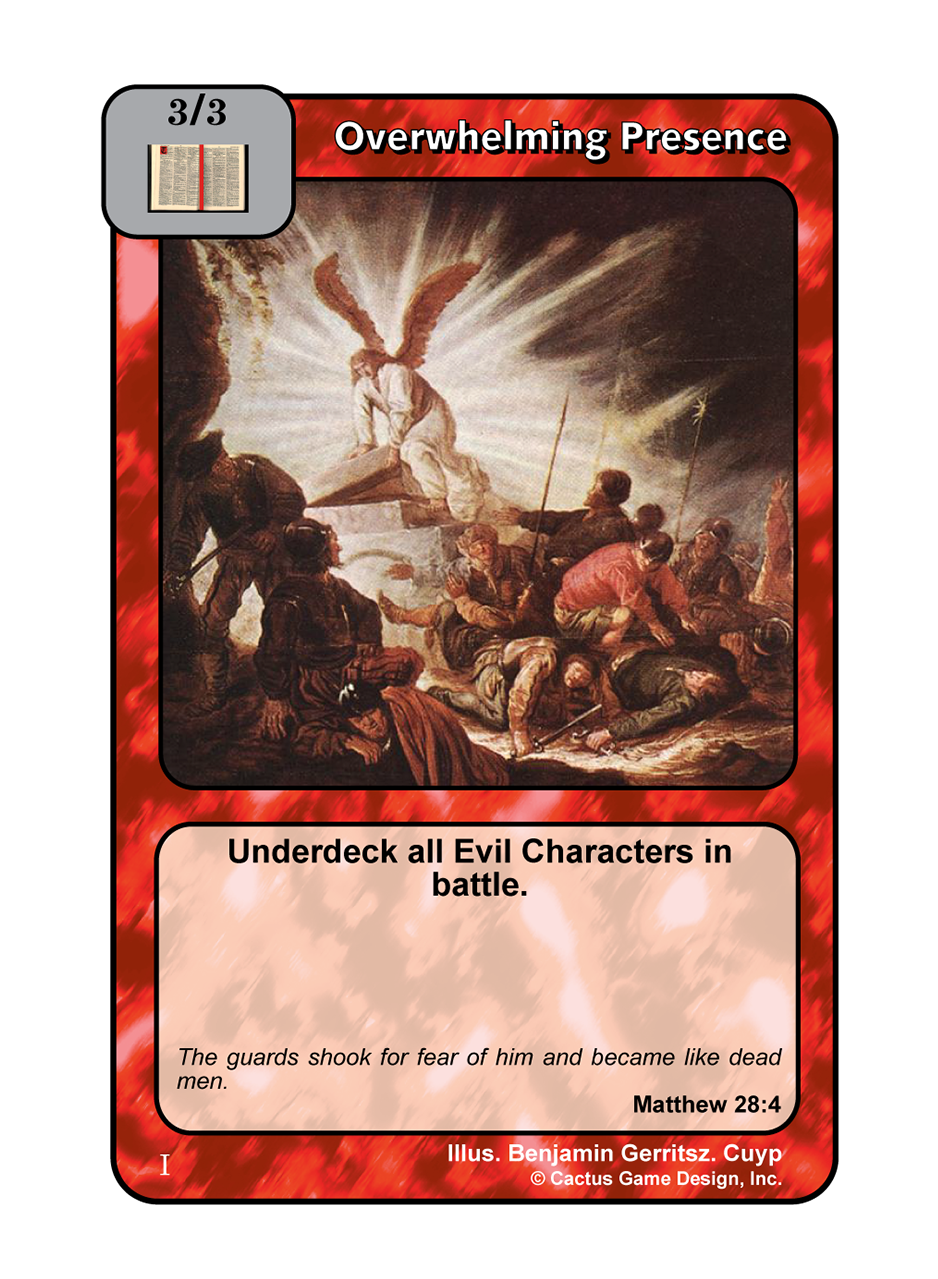 3/3
Overwhelming Presence
Underdeck all Evil Characters in
battle.
The guards shook for fear of him and became like dead
men.
Matthew 28:4
I
Illus. Benjamin Gerritsz. Cuyp
© Cactus Game Design, Inc.